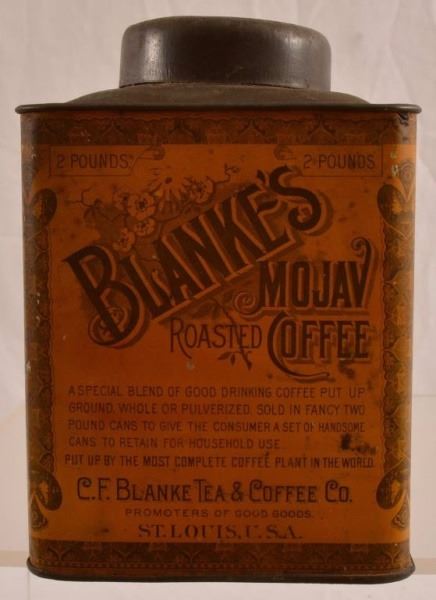 2 POUNDS. 2 POUNDS
BLANKE'S
MOJAV
ROASTED COFFEE
A SPECIAL BLEND OF GOOD DRINKING COFFEE PUT UP
GROUND, WHOLE OR PULVERIZED, SOLD IN FANCY TWO
POUND CANS TO GIVE THE CONSUMER A SET OF HANDSOME
CANS TO RETAIN FOR HOUSEHOLD USE.
PUT UP BY THE MOST COMPLETE COFFEE PLANT IN THE WORLD.
C.F. BLANKE TEA & COFFEE CO.
PROMOTERS OF GOOD GOODS.
ST. LOUIS, U.S.A.